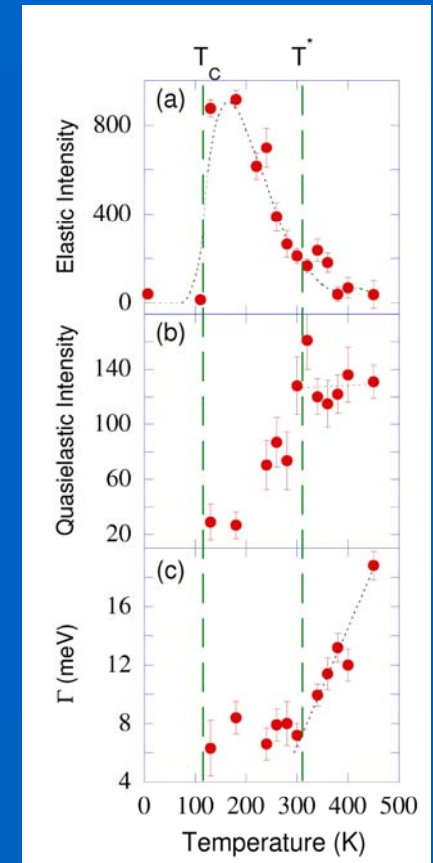 T_C T*
(a)
Elastic Intensity
800
400
0
(b)
Quasielastic Intensity
140
100
60
20
(c)
Γ (meV)
16
12
8
4
0 100 200 300 400 500
Temperature (K)